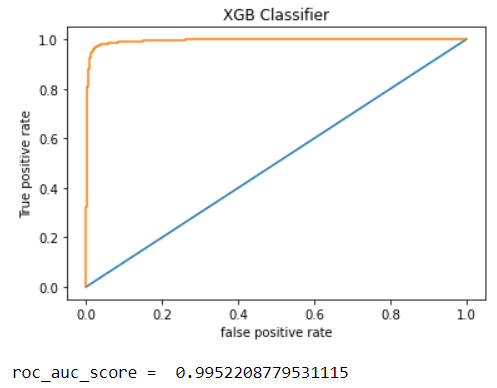 XGB Classifier
1.0
0.8
0.6
0.4
0.2
0.0
True positive rate
0.0 0.2 0.4 0.6 0.8 1.0
false positive rate
roc_auc_score = 0.9952208779531115